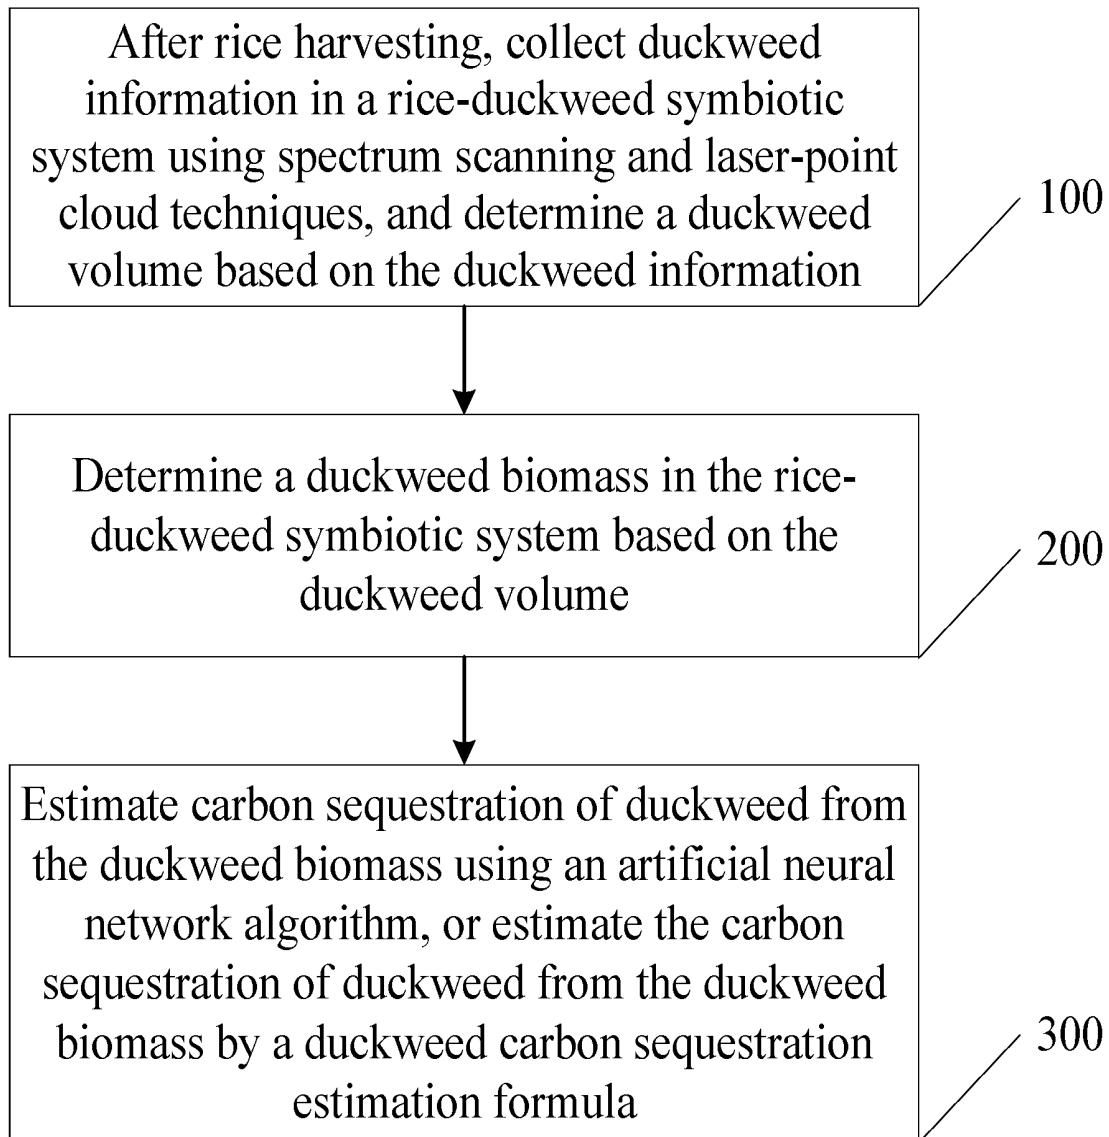 After rice harvesting, collect duckweed
information in a rice-duckweed symbiotic
system using spectrum scanning and laser-point
cloud techniques, and determine a duckweed
volume based on the duckweed information
100
Determine a duckweed biomass in the rice-
duckweed symbiotic system based on the
duckweed volume
200
Estimate carbon sequestration of duckweed from
the duckweed biomass using an artificial neural
network algorithm, or estimate the carbon
sequestration of duckweed from the duckweed
biomass by a duckweed carbon sequestration
estimation formula
300